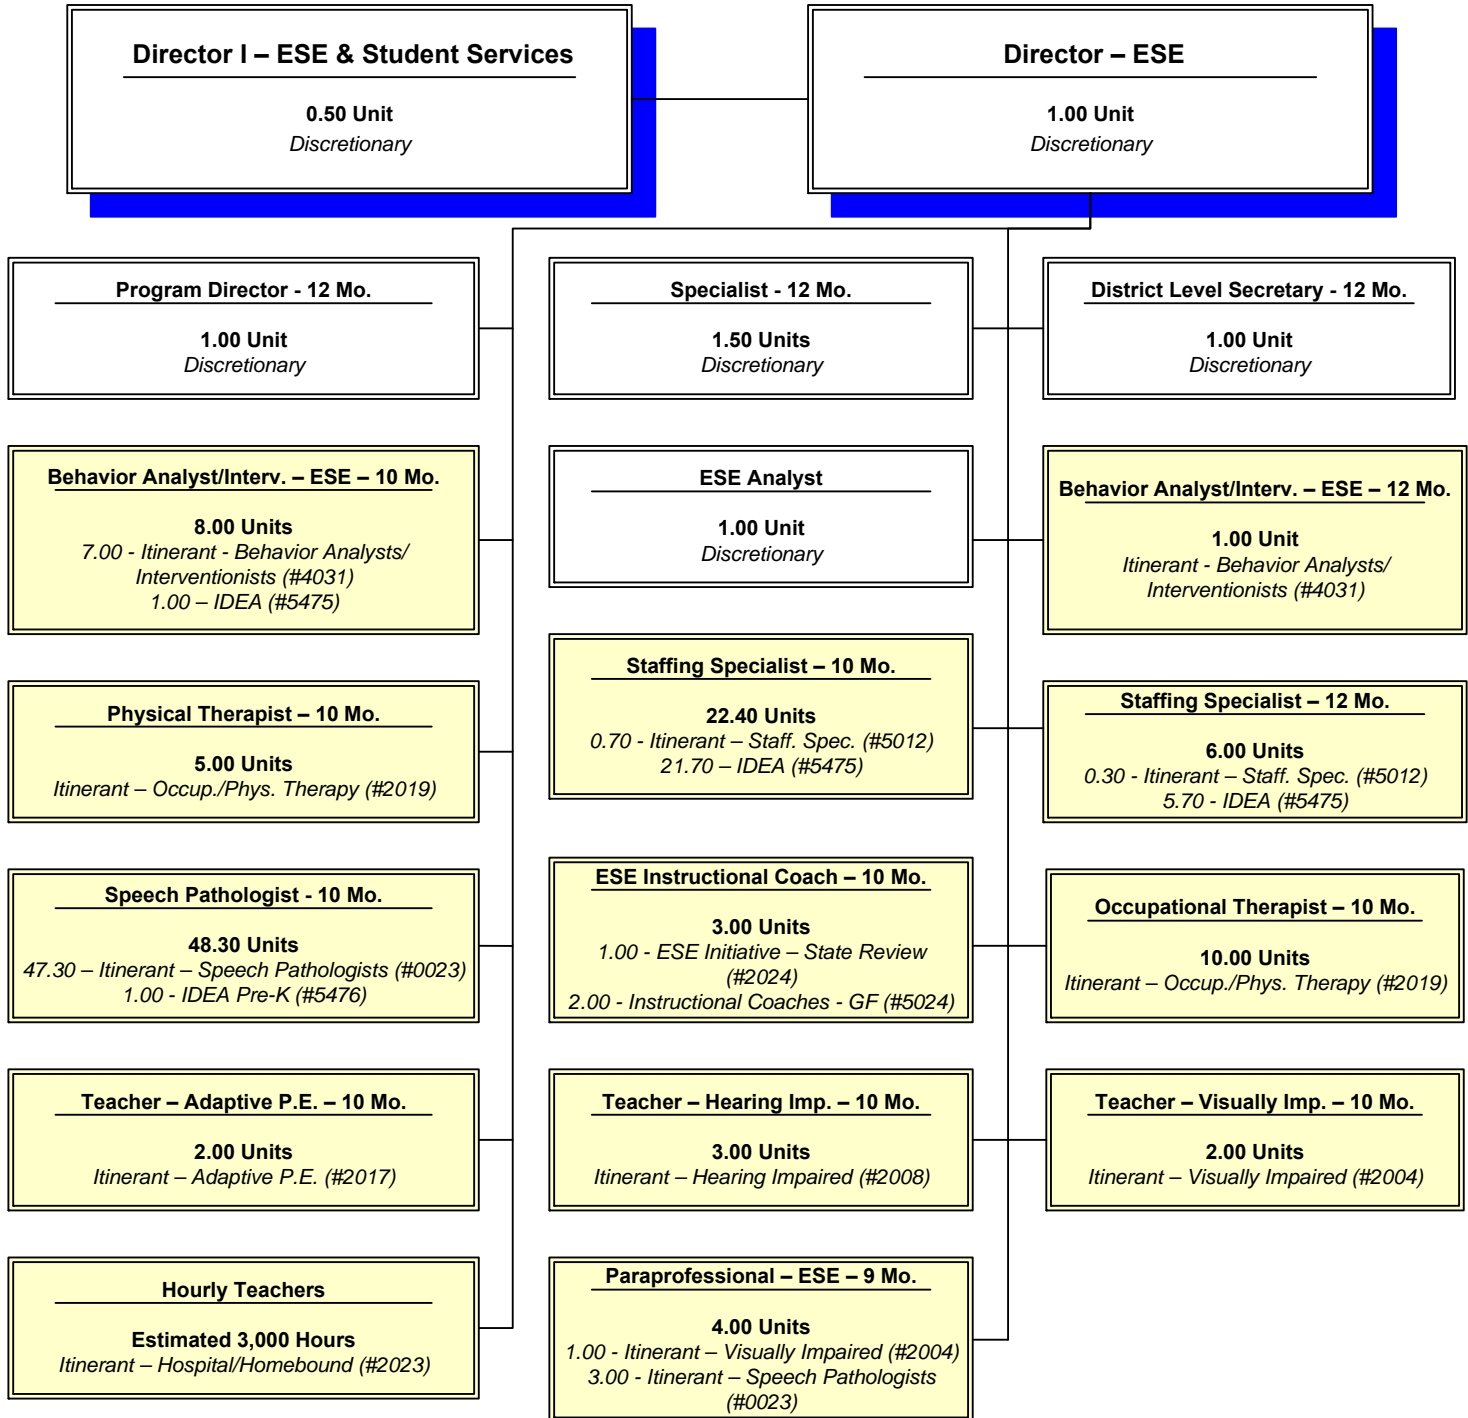 Director I – ESE & Student Services
0.50 Unit
Discretionary
Director – ESE
1.00 Unit
Discretionary
Program Director - 12 Mo.
1.00 Unit
Discretionary
Specialist - 12 Mo.
1.50 Units
Discretionary
District Level Secretary - 12 Mo.
1.00 Unit
Discretionary
Behavior Analyst/Interv. – ESE – 10 Mo.
8.00 Units
7.00 - Itinerant - Behavior Analysts/
Interventionists (#4031)
1.00 – IDEA (#5475)
ESE Analyst
1.00 Unit
Discretionary
Behavior Analyst/Interv. – ESE – 12 Mo.
1.00 Unit
Itinerant - Behavior Analysts/
Interventionists (#4031)
Physical Therapist – 10 Mo.
5.00 Units
Itinerant – Occup./Phys. Therapy (#2019)
Staffing Specialist – 10 Mo.
22.40 Units
0.70 - Itinerant – Staff. Spec. (#5012)
21.70 – IDEA (#5475)
Staffing Specialist – 12 Mo.
6.00 Units
0.30 - Itinerant – Staff. Spec. (#5012)
5.70 - IDEA (#5475)
Speech Pathologist - 10 Mo.
48.30 Units
47.30 – Itinerant – Speech Pathologists (#0023)
1.00 - IDEA Pre-K (#5476)
ESE Instructional Coach – 10 Mo.
3.00 Units
1.00 - ESE Initiative – State Review
(#2024)
2.00 - Instructional Coaches - GF (#5024)
Occupational Therapist – 10 Mo.
10.00 Units
Itinerant – Occup./Phys. Therapy (#2019)
Teacher – Adaptive P.E. – 10 Mo.
2.00 Units
Itinerant – Adaptive P.E. (#2017)
Teacher – Hearing Imp. – 10 Mo.
3.00 Units
Itinerant – Hearing Impaired (#2008)
Teacher – Visually Imp. – 10 Mo.
2.00 Units
Itinerant – Visually Impaired (#2004)
Hourly Teachers
Estimated 3,000 Hours
Itinerant – Hospital/Homebound (#2023)
Paraprofessional – ESE – 9 Mo.
4.00 Units
1.00 - Itinerant – Visually Impaired (#2004)
3.00 - Itinerant – Speech Pathologists
(#0023)